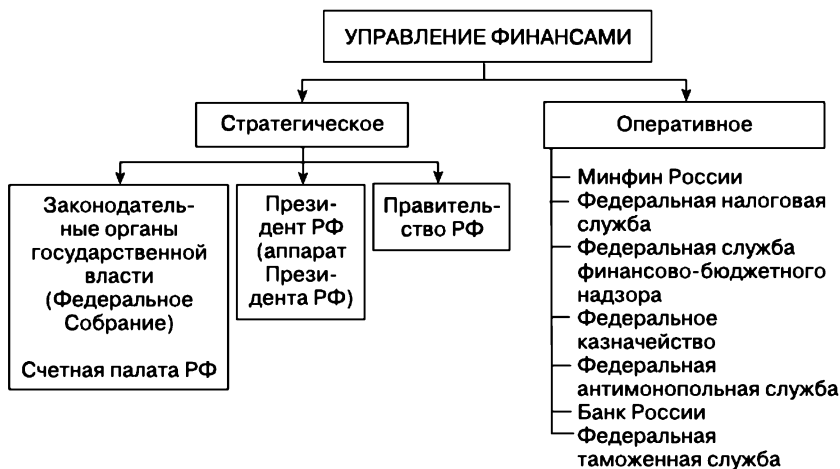 УПРАВЛЕНИЕ ФИНАНСАМИ
Стратегическое
Оперативное
Законодатель-
ные органы
государственной
власти
(Федеральное
Собрание)
Счетная палата РФ
Прези-
дент РФ
(аппарат
Прези-
дента РФ)
Правитель-
ство РФ
Минфин России
Федеральная налоговая
служба
Федеральная служба
финансово-бюджетного
надзора
Федеральное
казначейство
Федеральная
антимонопольная служба
Банк России
Федеральная
таможенная служба